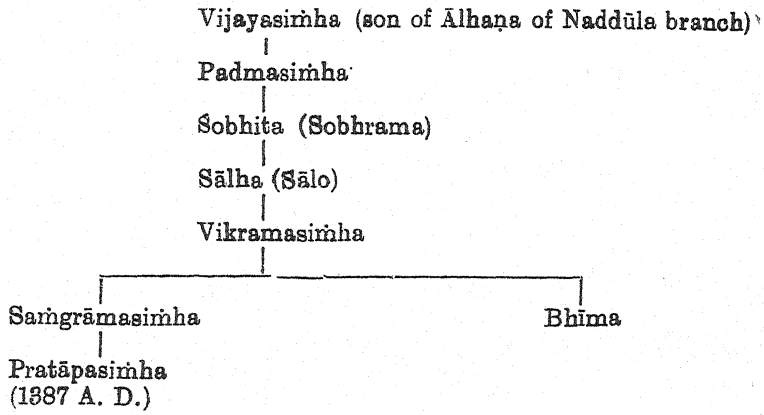 Vijayasiṁha (son of Ālhaṇa of Naddūla branch)
Padmasiṁha
Śobhita (Sobhrama)
Sālha (Sālo)
Vikramasiṁha
Saṁgrāmasiṁha Bhīma
Pratāpasiṁha
(1387 A. D.)